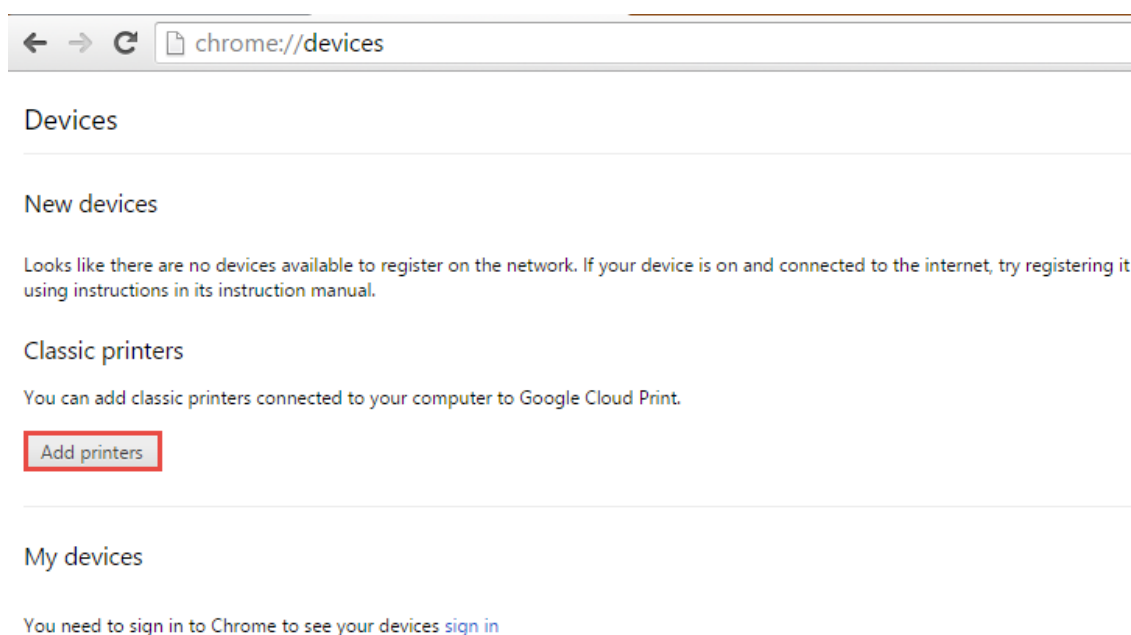 chrome://devices
Devices
New devices
Looks like there are no devices available to register on the network. If your device is on and connected to the internet, try registering it
using instructions in its instruction manual.
Classic printers
You can add classic printers connected to your computer to Google Cloud Print.
Add printers
My devices
You need to sign in to Chrome to see your devices sign in